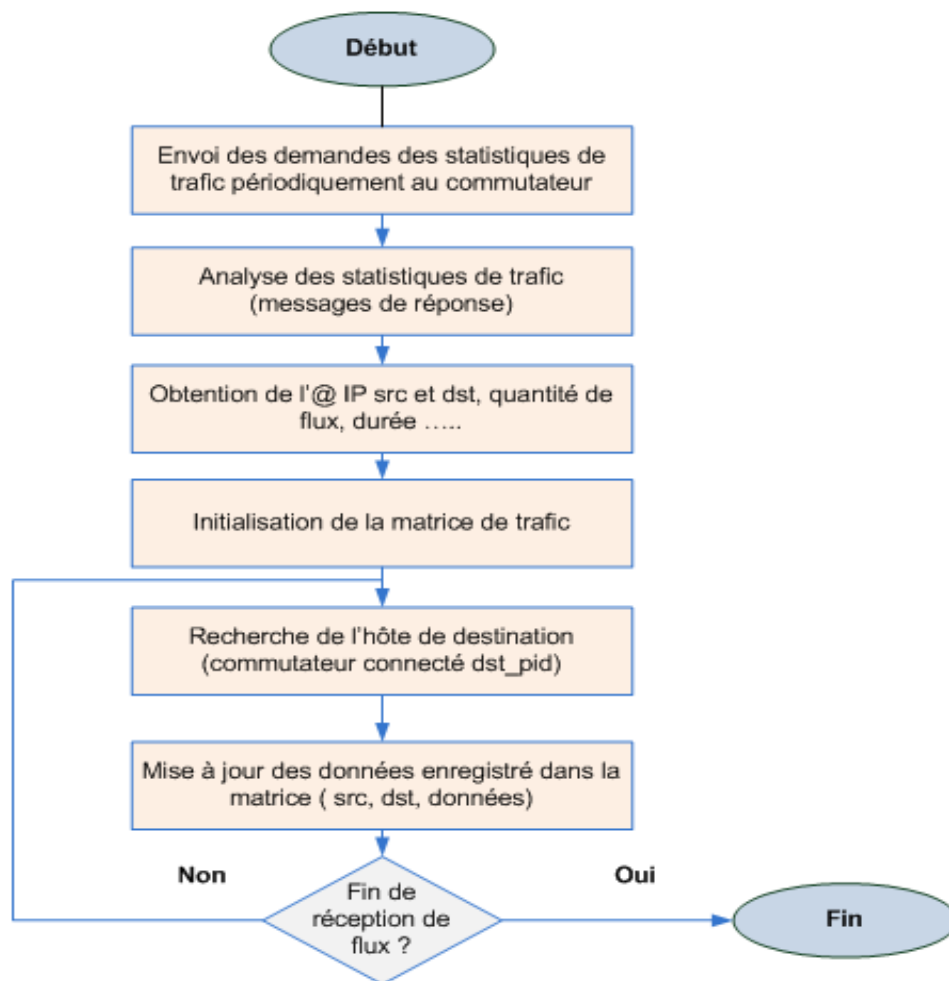 Début
Envoi des demandes des statistiques de
trafic périodiquement au commutateur
Analyse des statistiques de trafic
(messages de réponse)
Obtention de l'@ IP src et dst, quantité de
flux, durée …..
Initialisation de la matrice de trafic
Recherche de l'hôte de destination
(commutateur connecté dst_pid)
Mise à jour des données enregistré dans la
matrice ( src, dst, données)
Non
Oui
Fin de
réception de
flux ?
Fin